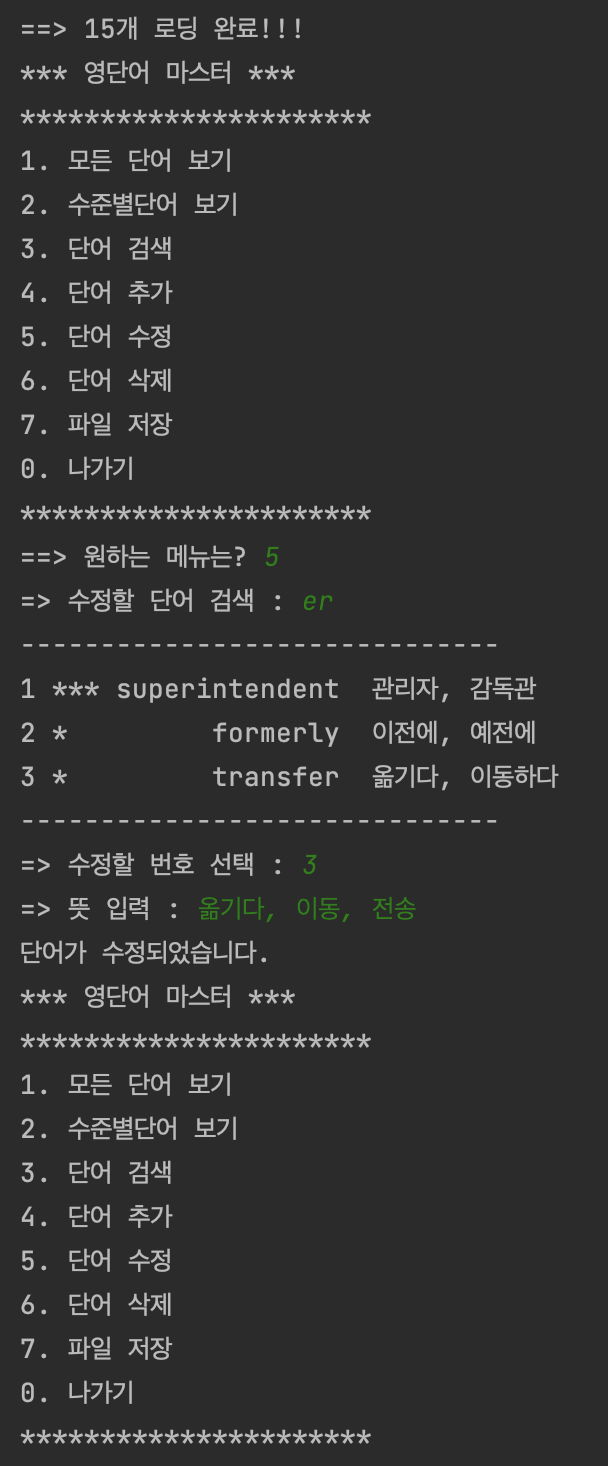 ==> 15개 로딩 완료!!!
*** 영단어 마스터 ***
**********************
1. 모든 단어 보기
2. 수준별단어 보기
3. 단어 검색
4. 단어 추가
5. 단어 수정
6. 단어 삭제
7. 파일 저장
0. 나가기
**********************
==> 원하는 메뉴는? 5
=> 수정할 단어 검색 : er
------------------------------
1 *** superintendent  관리자, 감독관
2 *         formerly  이전에, 예전에
3 *         transfer  옮기다, 이동하다
------------------------------
=> 수정할 번호 선택 : 3
=> 뜻 입력 : 옮기다, 이동, 전송
단어가 수정되었습니다.
*** 영단어 마스터 ***
**********************
1. 모든 단어 보기
2. 수준별단어 보기
3. 단어 검색
4. 단어 추가
5. 단어 수정
6. 단어 삭제
7. 파일 저장
0. 나가기
**********************